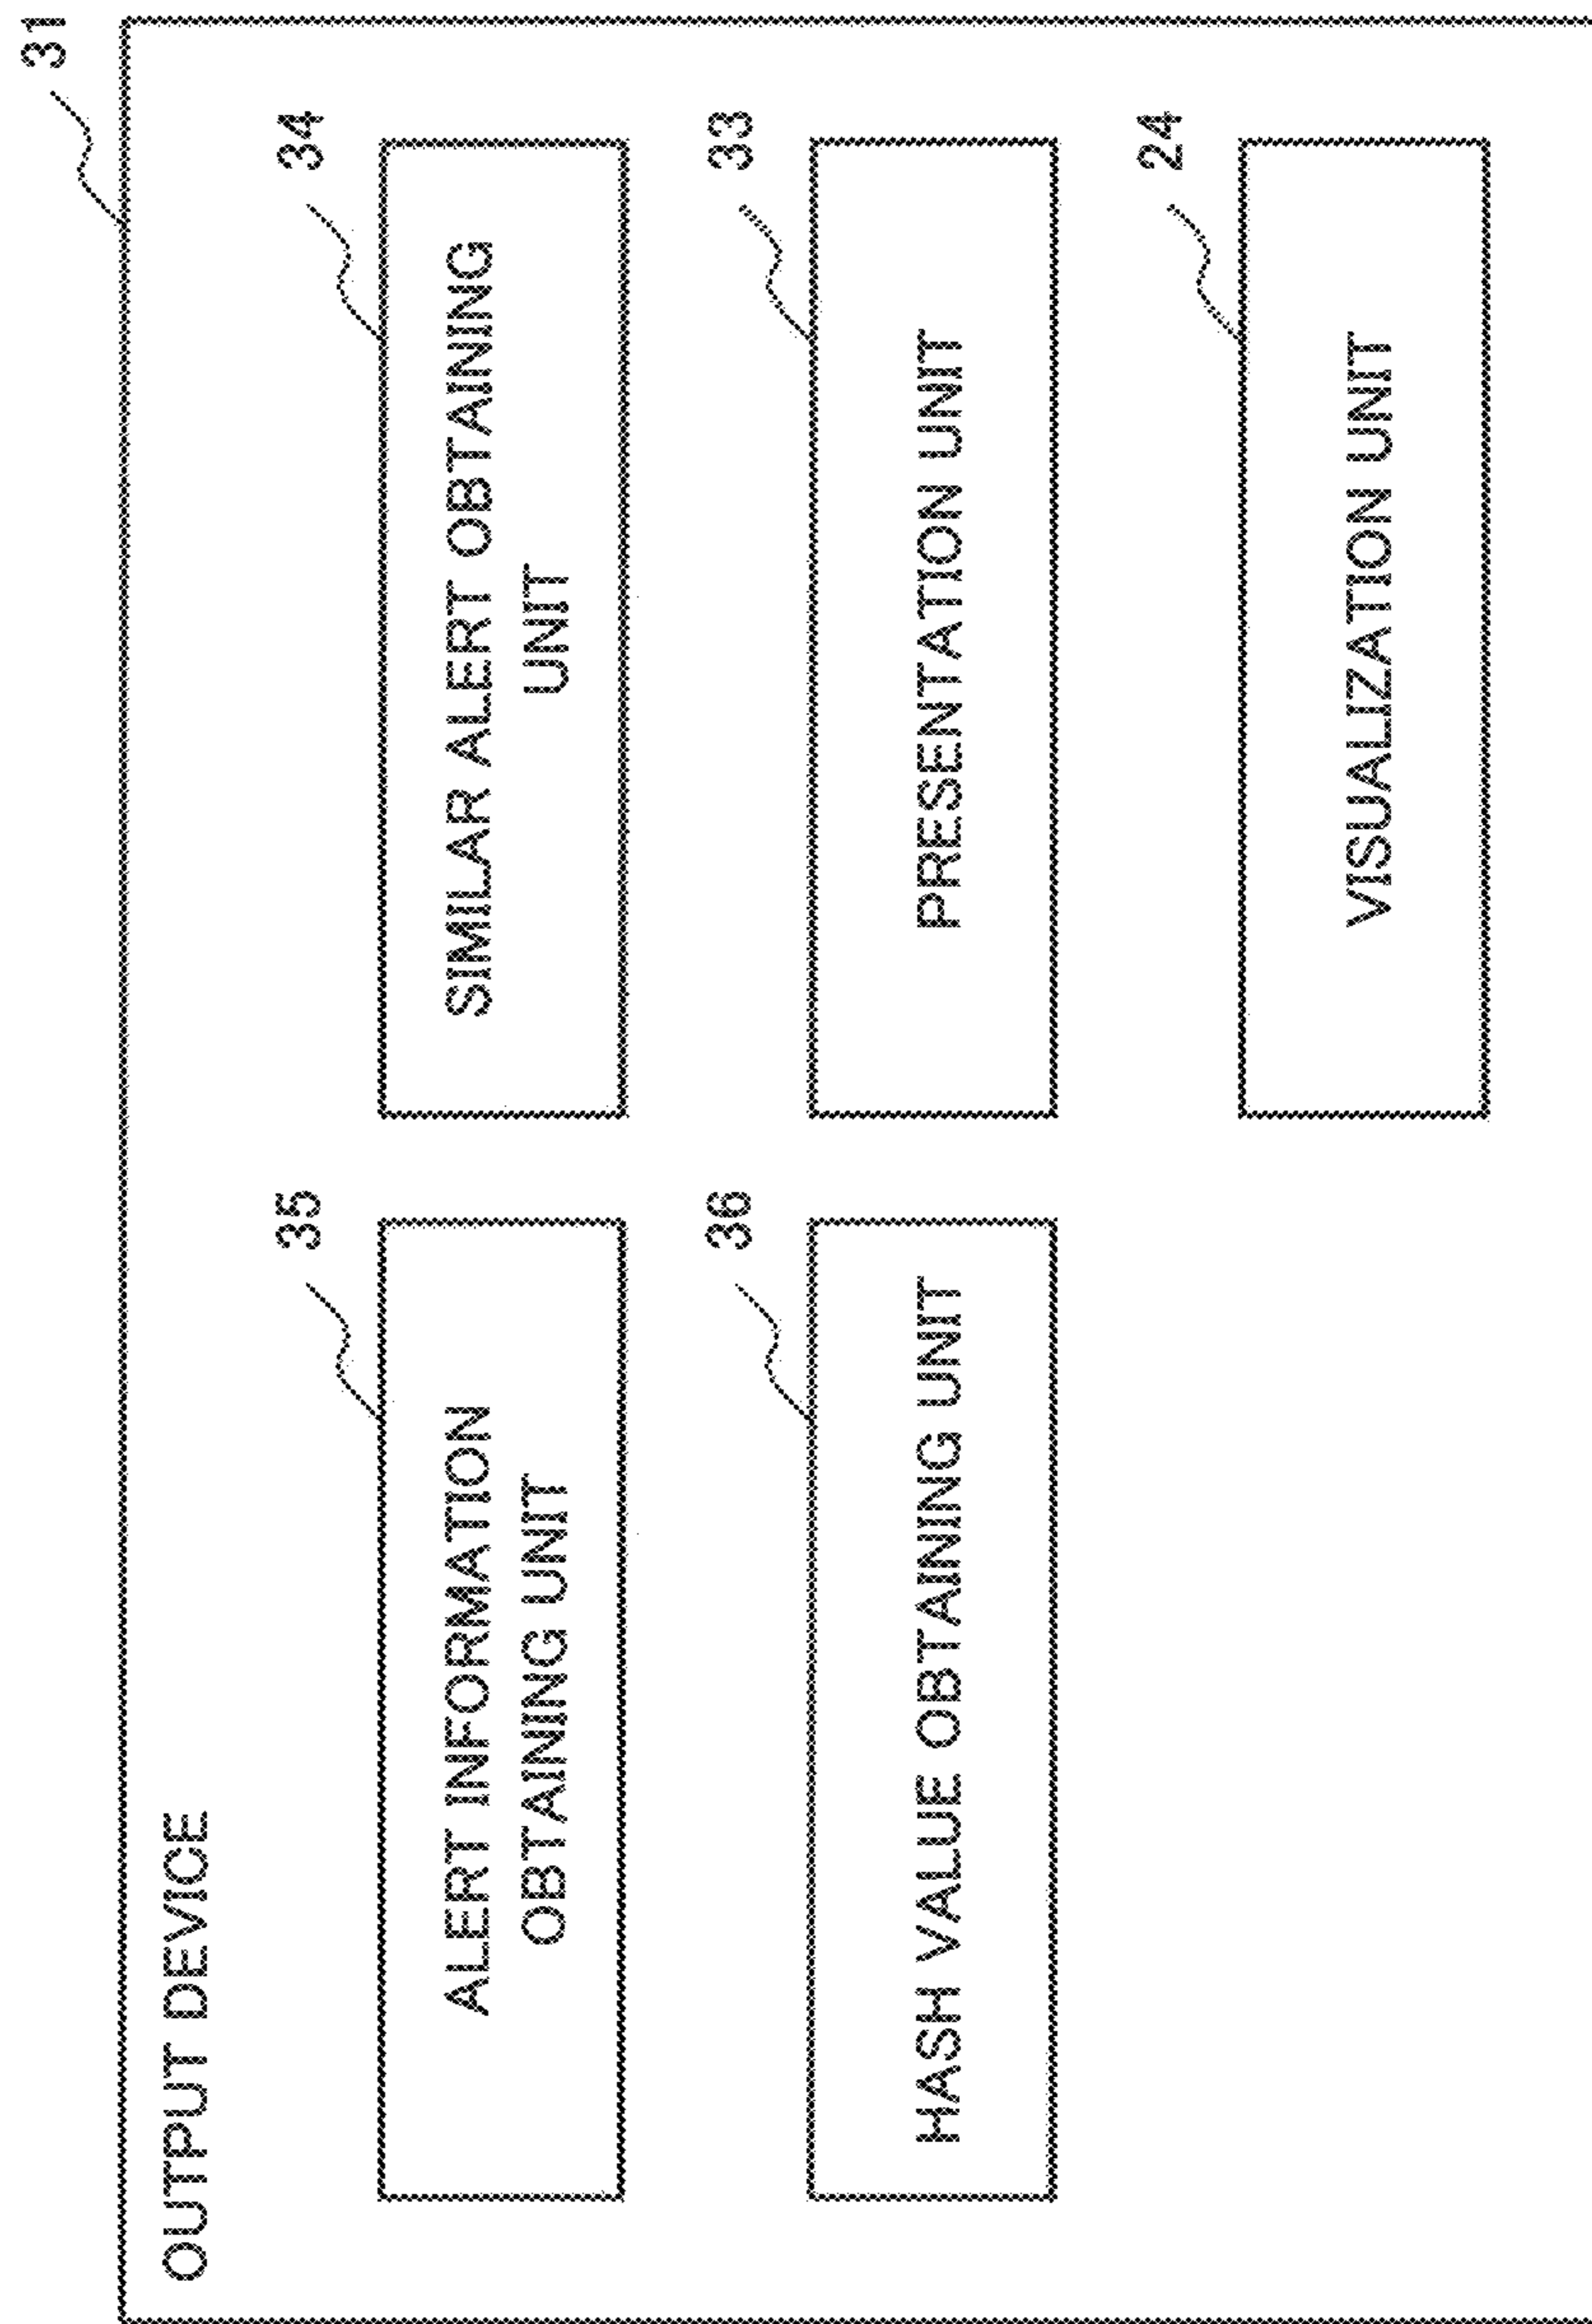 31
OUTPUT DEVICE
35
ALERT INFORMATION
OBTAINING UNIT
34
SIMILAR ALERT OBTAINING
UNIT
36
HASH VALUE OBTAINING UNIT
33
PRESENTATION UNIT
24
VISUALIZATION UNIT